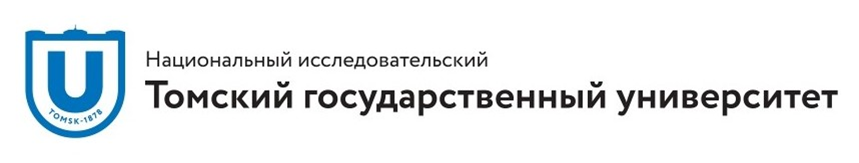 U
TOMSK-1878
Национальный исследовательский
Томский государственный университет